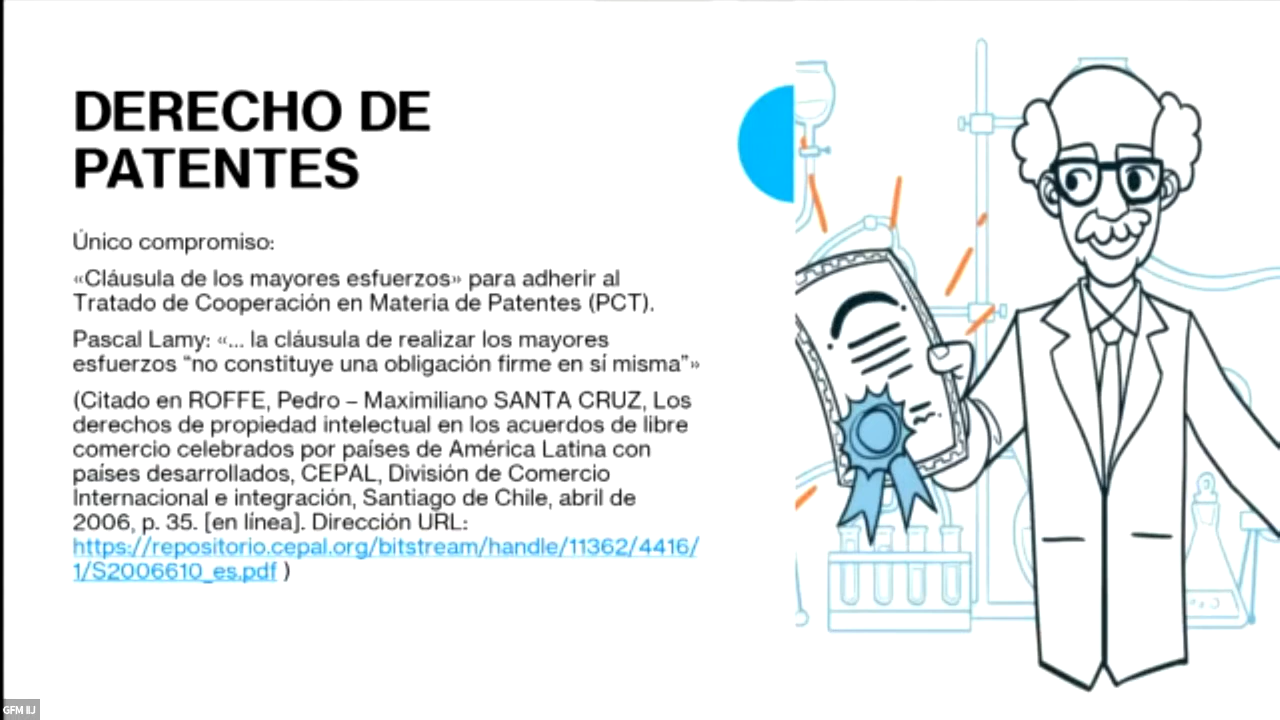 DERECHO DE
PATENTES
Único compromiso:
«Cláusula de los mayores esfuerzos» para adherir al
Tratado de Cooperación en Materia de Patentes (PCT).
Pascal Lamy: «... la cláusula de realizar los mayores
esfuerzos “no constituye una obligación firme en sí misma”»
(Citado en ROFFE, Pedro – Maximiliano SANTA CRUZ, Los
derechos de propiedad intelectual en los acuerdos de libre
comercio celebrados por países de América Latina con
países desarrollados, CEPAL, División de Comercio
Internacional e integración, Santiago de Chile, abril de
2006, p. 35. [en línea]. Dirección URL:
https://repositorio.cepal.org/bitstream/handle/11362/4416/
1/S2006610_es.pdf )
GFM IIJ